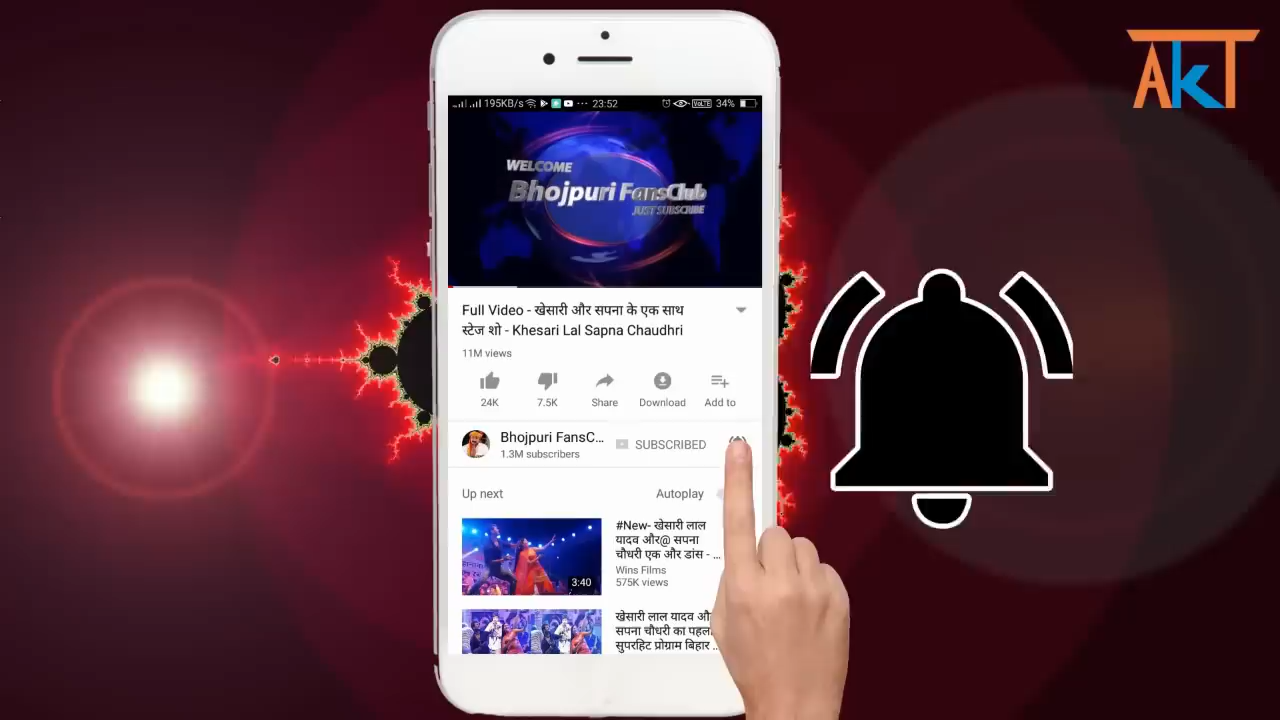 AKT
195KB/s ··· 23:52 VoLTE 34%
WELCOME
Bhojpuri FansClub
JUST SUBSCRIBE
Full Video - खेसारी और सपना के एक साथ
स्टेज शो - Khesari Lal Sapna Chaudhri
11M views
24K 7.5K Share Download Add to
Bhojpuri FansC... SUBSCRIBED
1.3M subscribers
Up next Autoplay
#New- खेसारी लाल
यादव और@ सपना
चौधरी एक और डांस - ...
Wins Films
575K views
3:40
खेसारी लाल यादव औ
सपना चौधरी का पहल
सुपरहिट प्रोग्राम बिहार ...